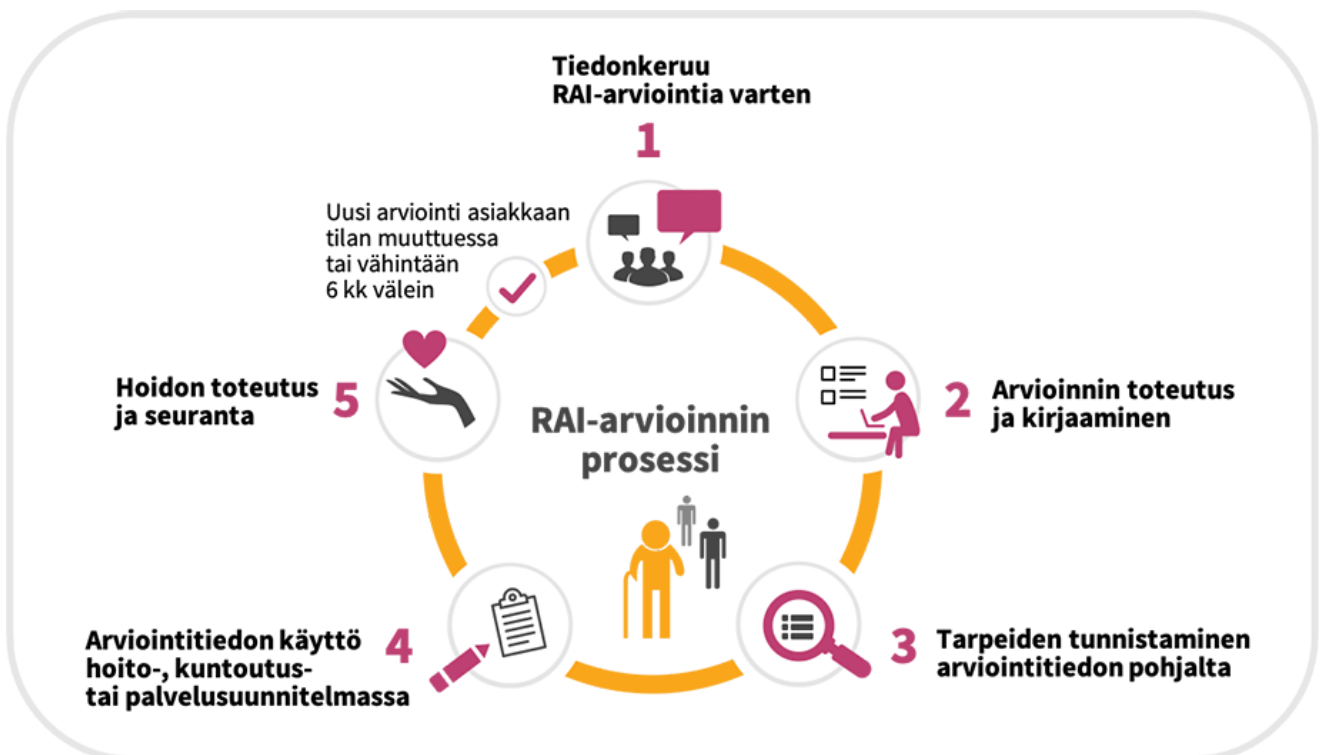 Tiedonkeruu
RAI-arviointia varten
1
Uusi arviointi asiakkaan
tilan muuttuessa
tai vähintään
6 kk välein
Hoidon toteutus
ja seuranta
5
RAI-arvioinnin
prosessi
2
Arvioinnin toteutus
ja kirjaaminen
Arviointitiedon käyttö
hoito-, kuntoutus-
tai palvelusuunnitelmassa
4
3
Tarpeiden tunnistaminen
arviointitiedon pohjalta